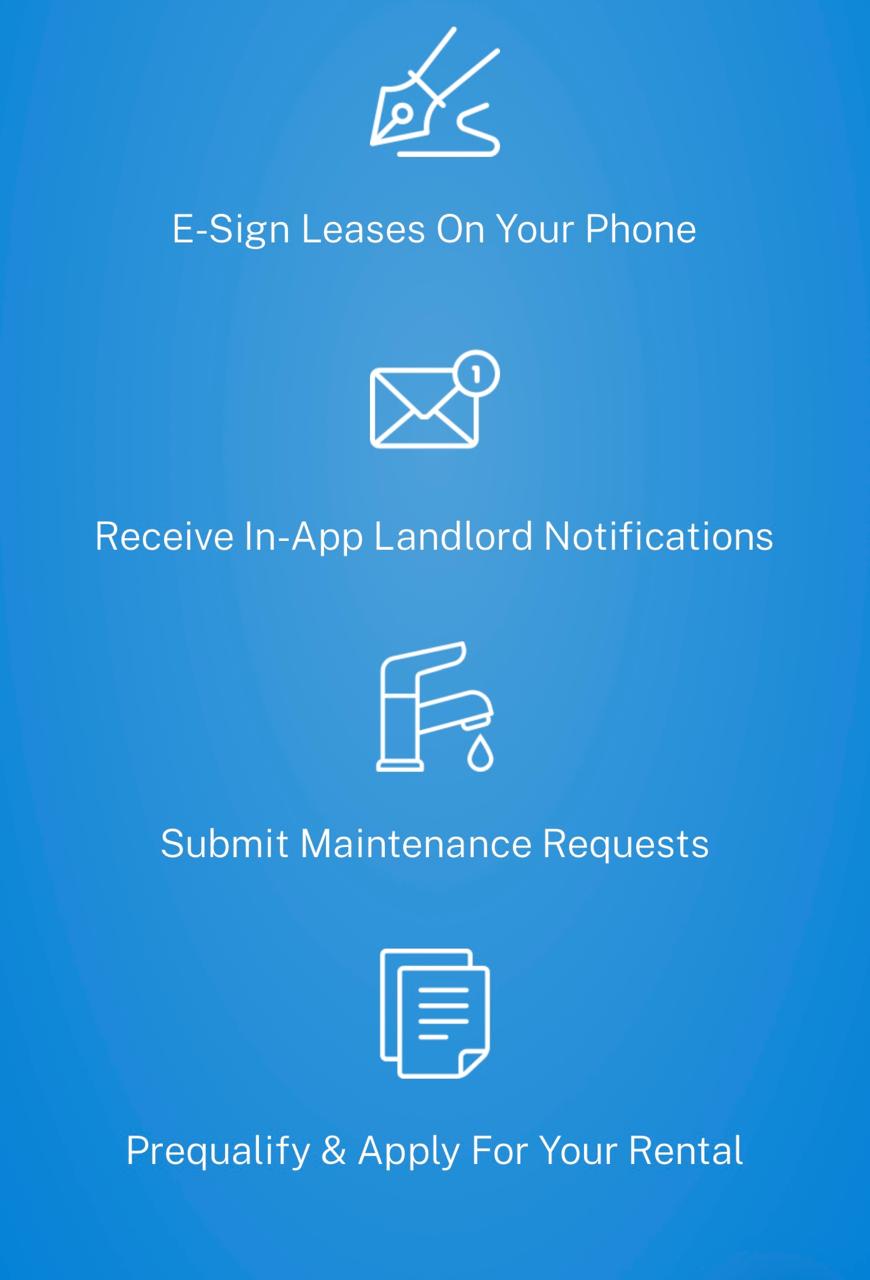 E-Sign Leases On Your Phone
1
Receive In-App Landlord Notifications
Submit Maintenance Requests
Prequalify & Apply For Your Rental